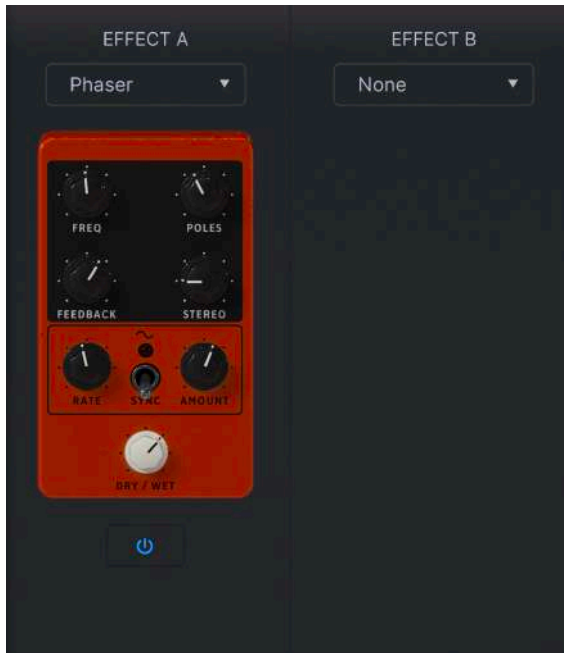 EFFECT A
EFFECT B
Phaser
None
FREQ
POLES
FEEDBACK
STEREO
RATE
SYNC
AMOUNT
DRY / WET